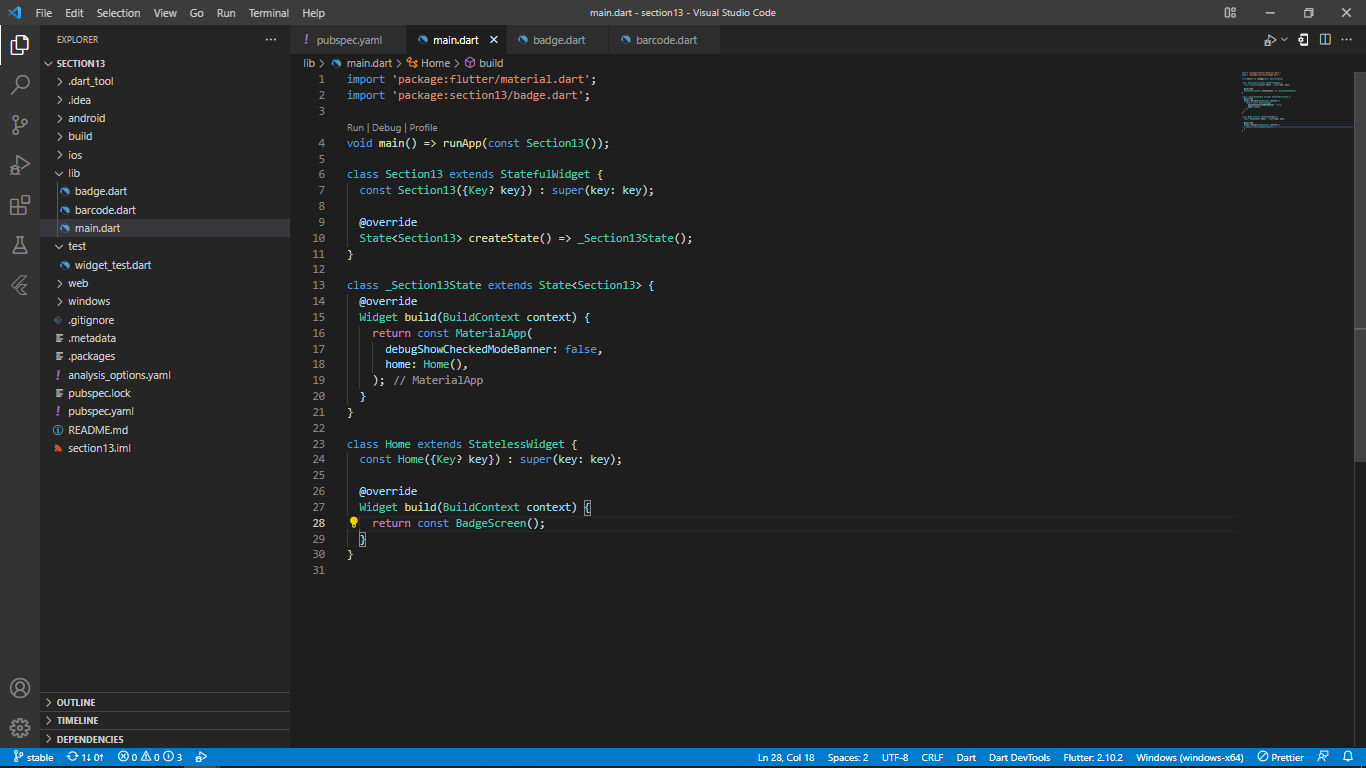 File Edit Selection View Go Run Terminal Help
main.dart - section13 - Visual Studio Code
EXPLORER
SECTION13
.dart_tool
.idea
android
build
ios
lib
badge.dart
barcode.dart
main.dart
test
widget_test.dart
web
windows
.gitignore
.metadata
.packages
analysis_options.yaml
pubspec.lock
pubspec.yaml
README.md
section13.iml
OUTLINE
TIMELINE
DEPENDENCIES
pubspec.yaml main.dart badge.dart barcode.dart
lib > main.dart > Home > build
1 import 'package:flutter/material.dart';
2 import 'package:section13/badge.dart';
3
Run | Debug | Profile
4 void main() => runApp(const Section13());
5
6 class Section13 extends StatefulWidget {
7 const Section13({Key? key}) : super(key: key);
8
9 @override
10 State<Section13> createState() => _Section13State();
11 }
12
13 class _Section13State extends State<Section13> {
14 @override
15 Widget build(BuildContext context) {
16 return const MaterialApp(
17 debugShowCheckedModeBanner: false,
18 home: Home(),
19 ); // MaterialApp
20 }
21 }
22
23 class Home extends StatelessWidget {
24 const Home({Key? key}) : super(key: key);
25
26 @override
27 Widget build(BuildContext context) {
28 return const BadgeScreen();
29 }
30 }
31
stable 1↓ 0↑ 0 0 3 Ln 28, Col 18 Spaces: 2 UTF-8 CRLF Dart Dart DevTools Flutter: 2.10.2 Windows (windows-x64) Prettier